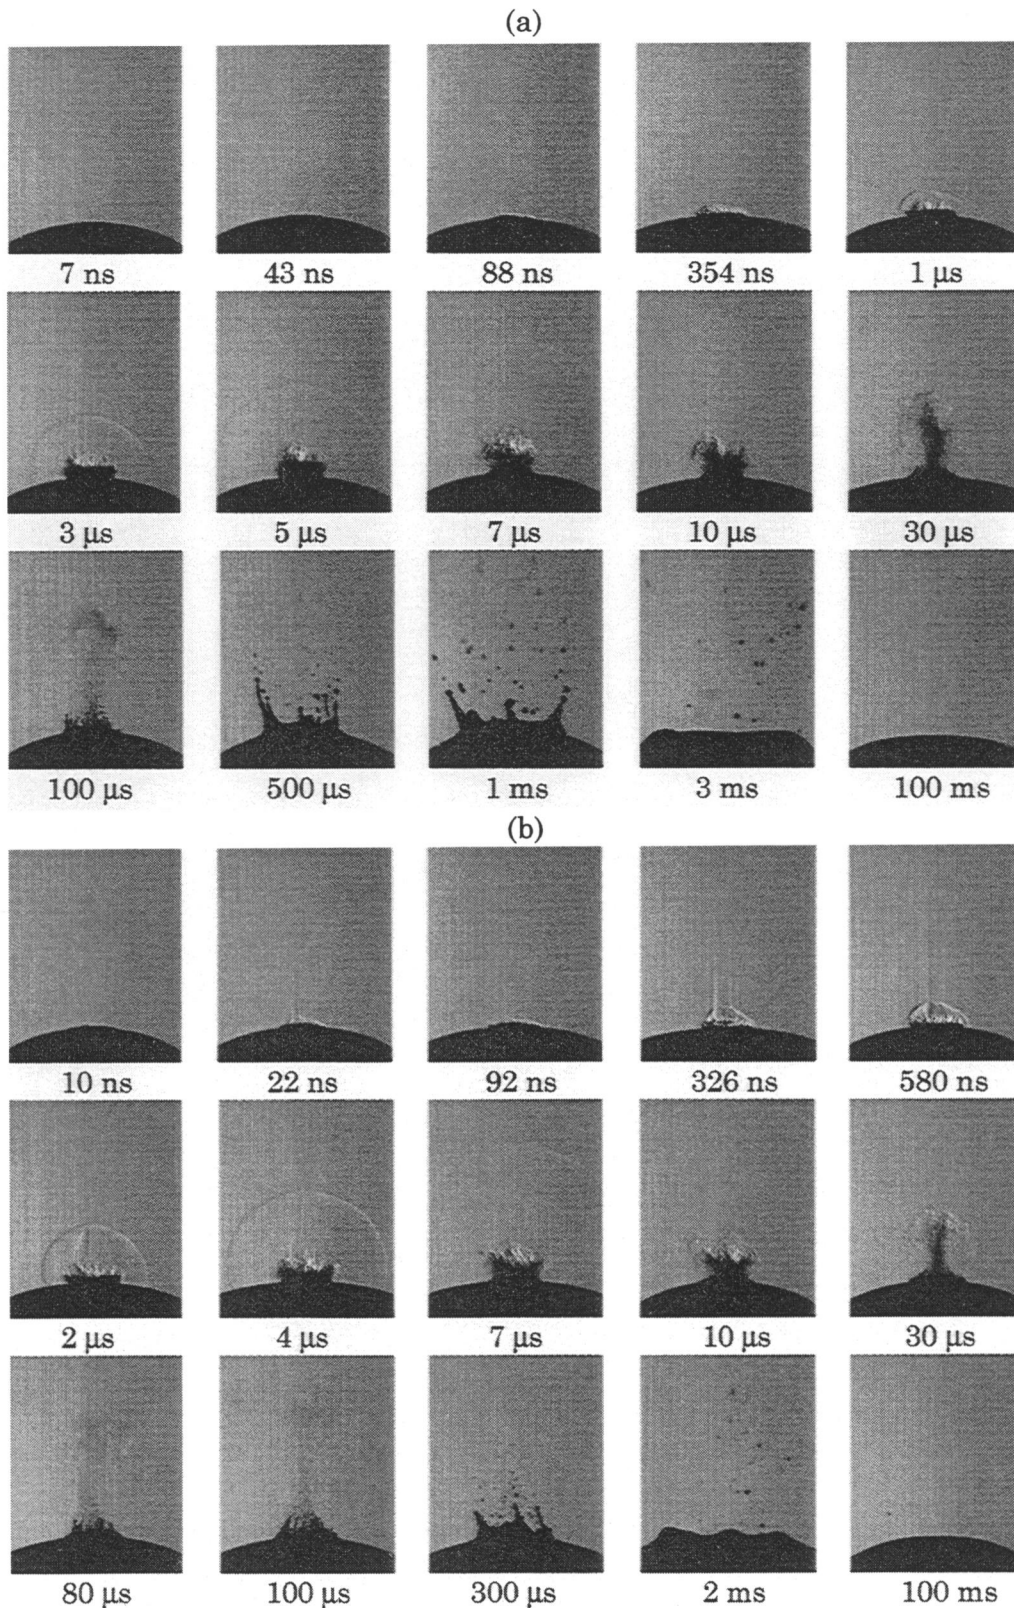 (a)
7 ns 43 ns 88 ns 354 ns 1 µs
3 µs 5 µs 7 µs 10 µs 30 µs
100 µs 500 µs 1 ms 3 ms 100 ms
(b)
10 ns 22 ns 92 ns 326 ns 580 ns
2 µs 4 µs 7 µs 10 µs 30 µs
80 µs 100 µs 300 µs 2 ms 100 ms